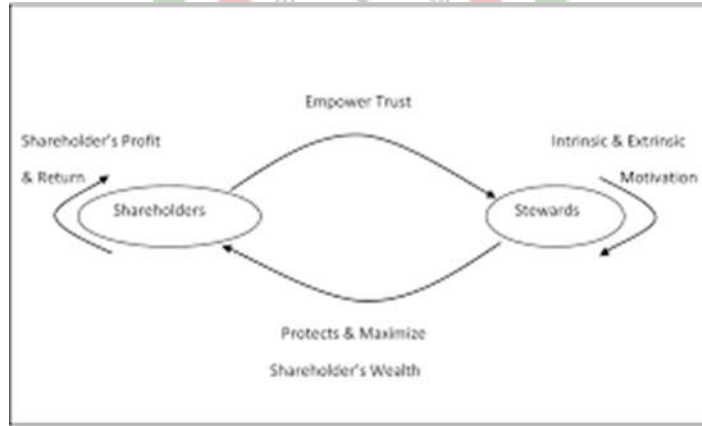 Empower Trust
Shareholder's Profit
& Return
Intrinsic & Extrinsic
Motivation
Shareholders
Stewards
Protects & Maximize
Shareholder's Wealth